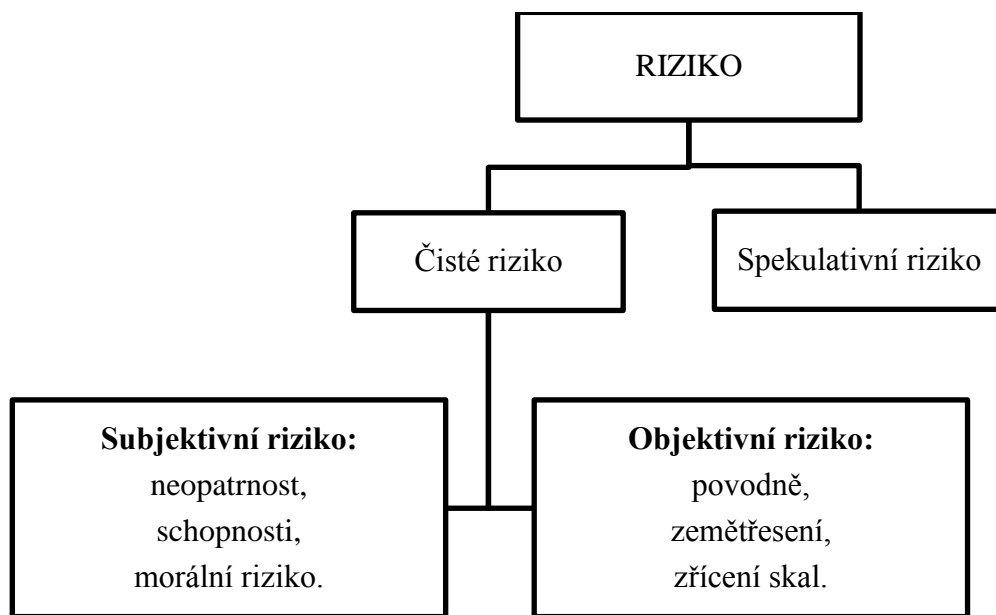 RIZIKO
Čisté riziko
Spekulativní riziko
Subjektivní riziko:
neopatrnost,
schopnosti,
morální riziko.
Objektivní riziko:
povodně,
zemětřesení,
zřícení skal.